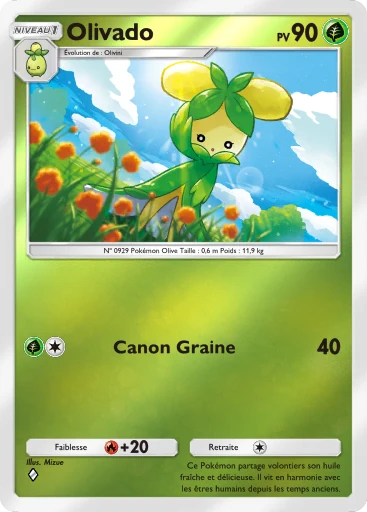 NIVEAU 1
Olivado
PV 90
Évolution de : Olivini
N° 0929 Pokémon Olive Taille : 0,6 m Poids : 11,9 kg
Canon Graine 40
Faiblesse +20 Retraite
Illus. Mizue
Ce Pokémon partage volontiers son huile
fraîche et délicieuse. Il vit en harmonie avec
les êtres humains depuis les temps anciens.